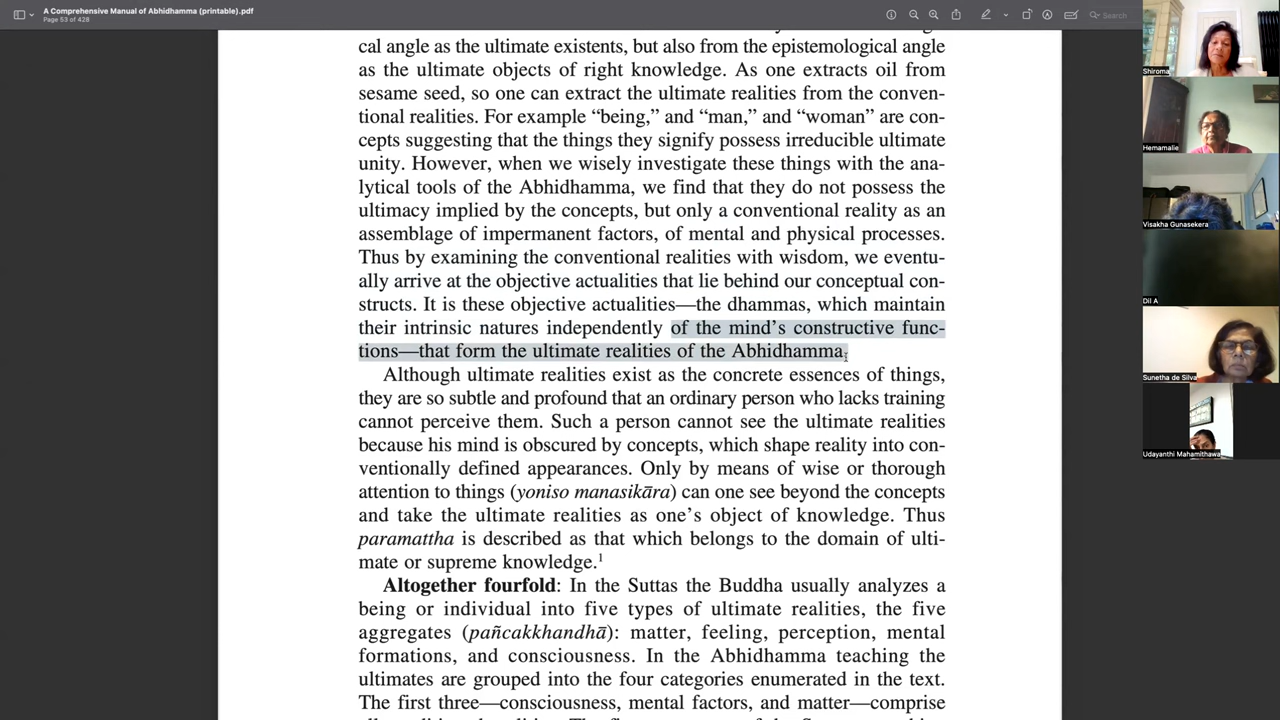 A Comprehensive Manual of Abhidhamma (printable).pdf
Page 53 of 428
Search
cal angle as the ultimate existents, but also from the epistemological angle
as the ultimate objects of right knowledge. As one extracts oil from
sesame seed, so one can extract the ultimate realities from the conven-
tional realities. For example “being,” and “man,” and “woman” are con-
cepts suggesting that the things they signify possess irreducible ultimate
unity. However, when we wisely investigate these things with the ana-
lytical tools of the Abhidhamma, we find that they do not possess the
ultimacy implied by the concepts, but only a conventional reality as an
assemblage of impermanent factors, of mental and physical processes.
Thus by examining the conventional realities with wisdom, we eventu-
ally arrive at the objective actualities that lie behind our conceptual con-
structs. It is these objective actualities—the dhammas, which maintain
their intrinsic natures independently of the mind’s constructive func-
tions—that form the ultimate realities of the Abhidhamma.
Although ultimate realities exist as the concrete essences of things,
they are so subtle and profound that an ordinary person who lacks training
cannot perceive them. Such a person cannot see the ultimate realities
because his mind is obscured by concepts, which shape reality into con-
ventionally defined appearances. Only by means of wise or thorough
attention to things (yoniso manasikāra) can one see beyond the concepts
and take the ultimate realities as one’s object of knowledge. Thus
paramattha is described as that which belongs to the domain of ulti-
mate or supreme knowledge.¹
Altogether fourfold: In the Suttas the Buddha usually analyzes a
being or individual into five types of ultimate realities, the five
aggregates (pañcakkhandhā): matter, feeling, perception, mental
formations, and consciousness. In the Abhidhamma teaching the
ultimates are grouped into the four categories enumerated in the text.
The first three—consciousness, mental factors, and matter—comprise
Shiroma
Hemamalie
Visakha Gunasekera
Dil A
Sunetha de Silva
Udayanthi Mahamithawa